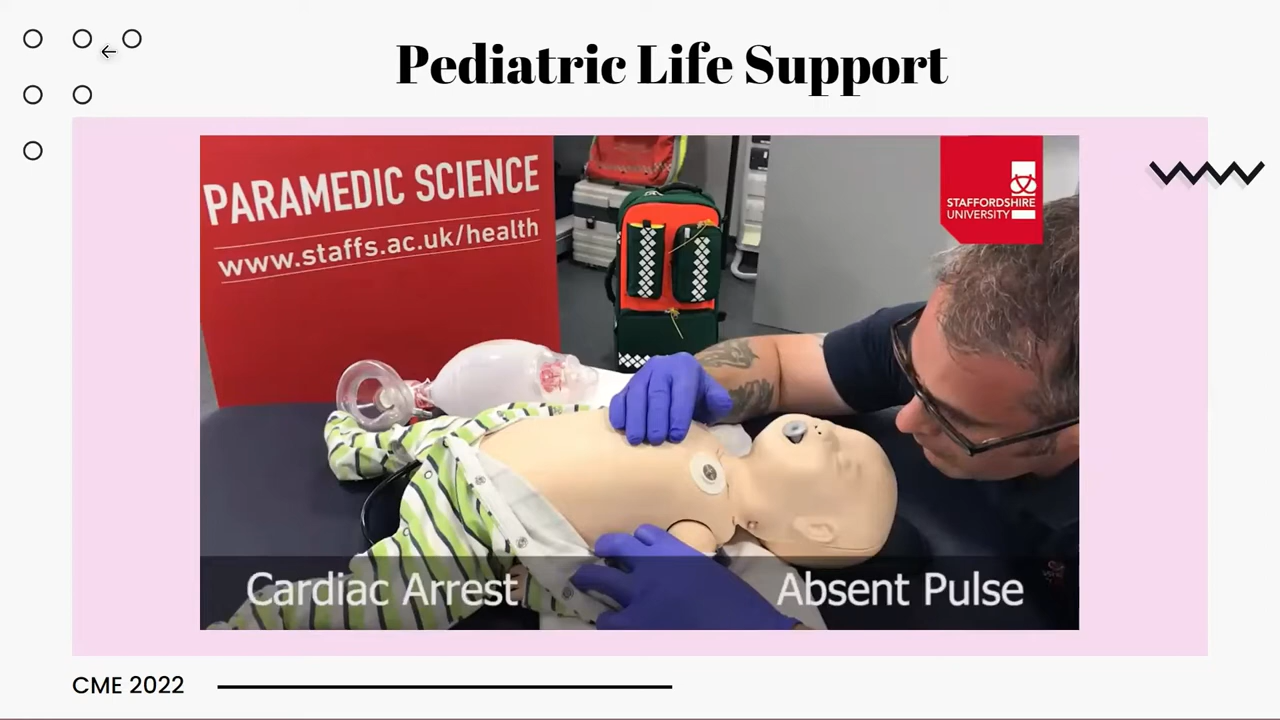 Pediatric Life Support
PARAMEDIC SCIENCE
www.staffs.ac.uk/health
STAFFORDSHIRE
UNIVERSITY
Cardiac Arrest
Absent Pulse
CME 2022